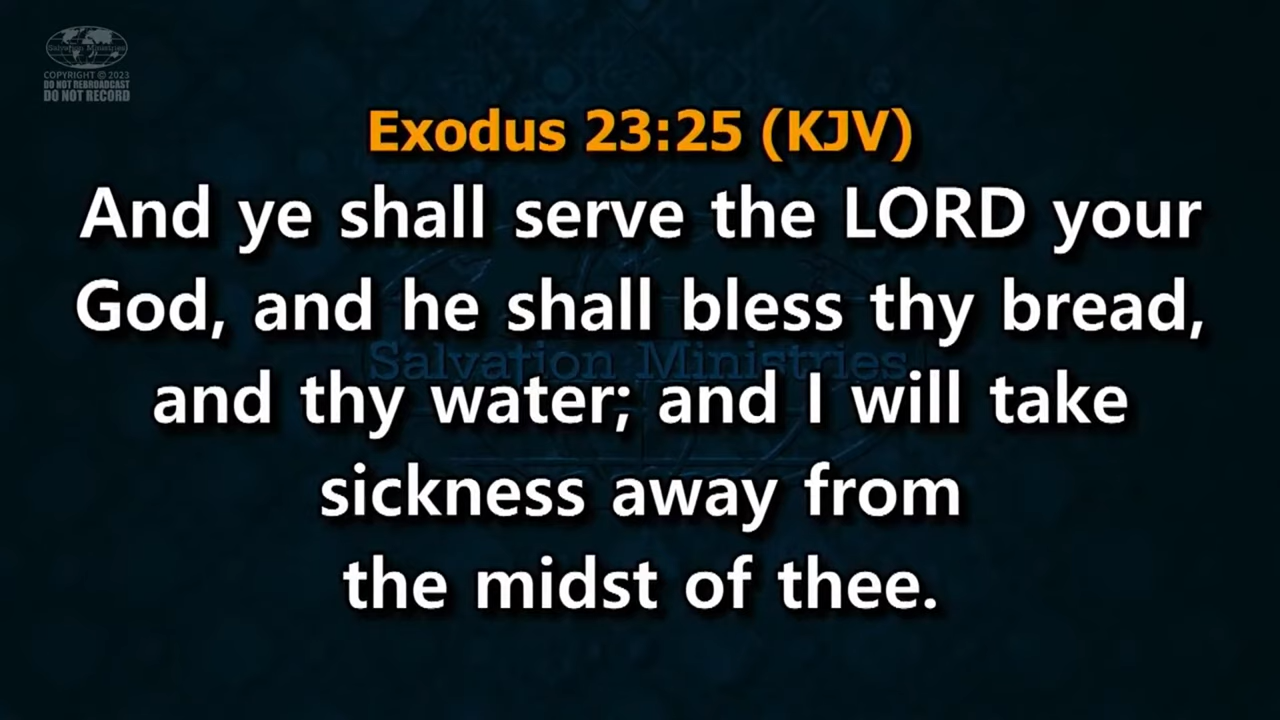 Salvation Ministries
COPYRIGHT © 2023
DO NOT REBROADCAST
DO NOT RECORD
Exodus 23:25 (KJV)
And ye shall serve the LORD your
God, and he shall bless thy bread,
Salvation Ministries
and thy water; and I will take
sickness away from
the midst of thee.